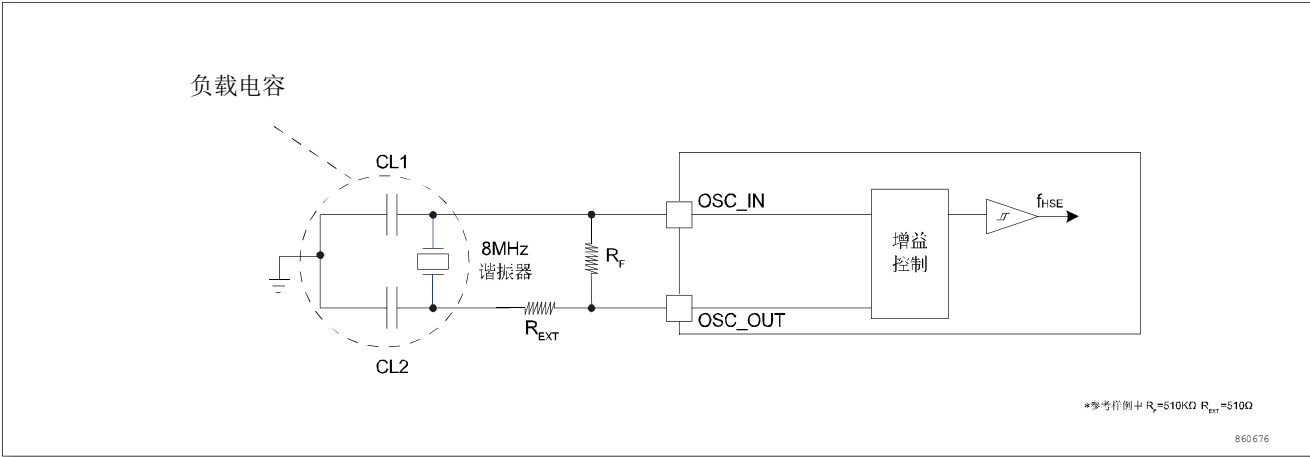 负载电容
CL1
OSC_IN
fHSE
8MHz
谐振器
RF
增益
控制
REXT
OSC_OUT
CL2
*参考样例中 RF=510KΩ REXT=510Ω
860676